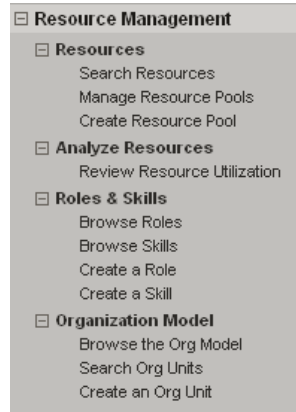 Resource Management
Resources
Search Resources
Manage Resource Pools
Create Resource Pool
Analyze Resources
Review Resource Utilization
Roles & Skills
Browse Roles
Browse Skills
Create a Role
Create a Skill
Organization Model
Browse the Org Model
Search Org Units
Create an Org Unit